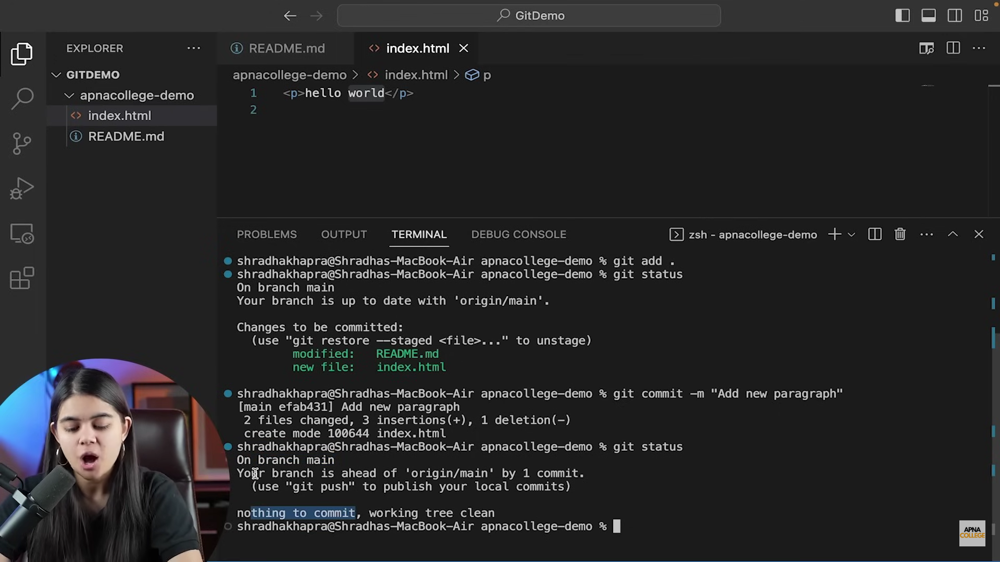 GitDemo
EXPLORER
GITDEMO
apnacollege-demo
index.html
README.md
README.md
index.html
apnacollege-demo > index.html > p
1 <p>hello world</p>
2
PROBLEMS OUTPUT TERMINAL DEBUG CONSOLE
zsh - apnacollege-demo
shradhakhapra@Shradhas-MacBook-Air apnacollege-demo % git add .
shradhakhapra@Shradhas-MacBook-Air apnacollege-demo % git status
On branch main
Your branch is up to date with 'origin/main'.
Changes to be committed:
(use "git restore --staged <file>..." to unstage)
modified: README.md
new file: index.html
shradhakhapra@Shradhas-MacBook-Air apnacollege-demo % git commit -m "Add new paragraph"
[main efab431] Add new paragraph
2 files changed, 3 insertions(+), 1 deletion(-)
create mode 100644 index.html
shradhakhapra@Shradhas-MacBook-Air apnacollege-demo % git status
On branch main
Your branch is ahead of 'origin/main' by 1 commit.
(use "git push" to publish your local commits)
nothing to commit, working tree clean
shradhakhapra@Shradhas-MacBook-Air apnacollege-demo %
APNA
COLLEGE